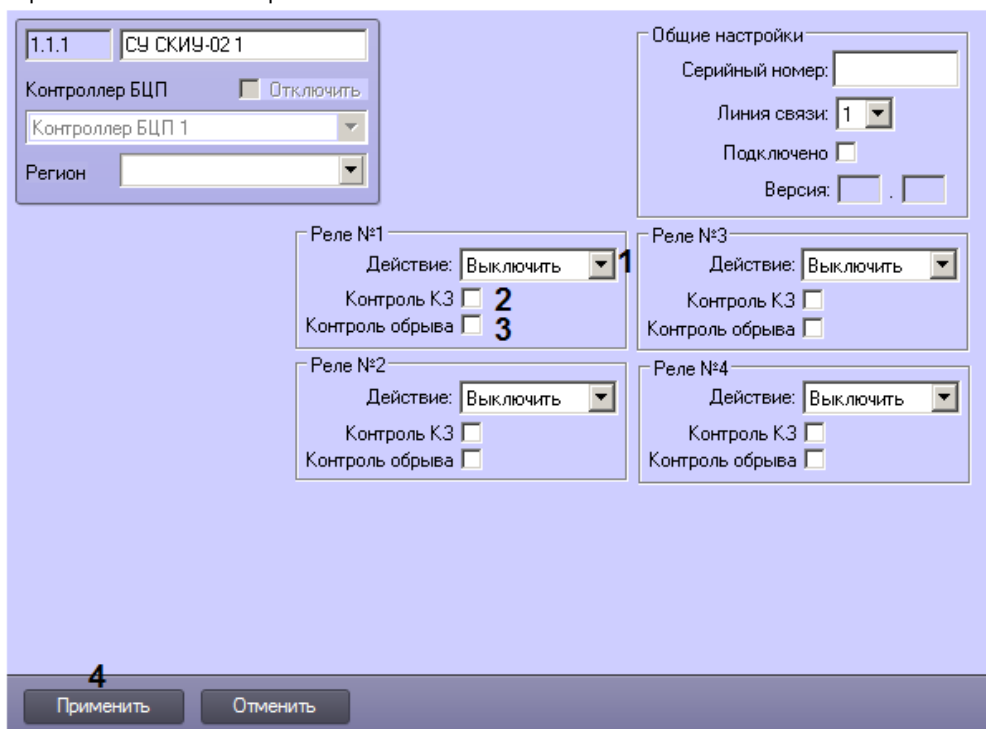 1.1.1 СУ СКИУ-02 1
Контроллер БЦП Отключить
Контроллер БЦП 1
Регион
Общие настройки
Серийный номер:
Линия связи: 1
Подключено
Версия: .
Реле №1
Действие: Выключить 1
Контроль КЗ 2
Контроль обрыва 3
Реле №3
Действие: Выключить
Контроль КЗ
Контроль обрыва
Реле №2
Действие: Выключить
Контроль КЗ
Контроль обрыва
Реле №4
Действие: Выключить
Контроль КЗ
Контроль обрыва
4
Применить Отменить